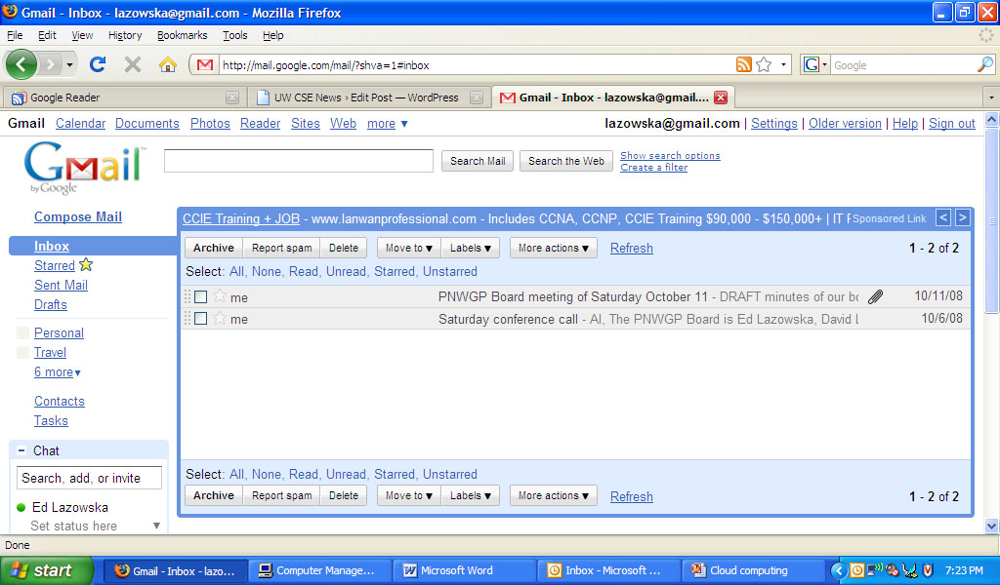 Gmail - Inbox - lazowska@gmail.com - Mozilla Firefox
File Edit View History Bookmarks Tools Help
http://mail.google.com/mail/?shva=1#inbox
G Google
Google Reader UW CSE News › Edit Post — WordPress Gmail - Inbox - lazowska@gmail....
Gmail Calendar Documents Photos Reader Sites Web more ▼ lazowska@gmail.com | Settings | Older version | Help | Sign out
Gmail™
by Google
Search Mail Search the Web Show search options
Create a filter
Compose Mail
CCIE Training + JOB - www.lanwanprofessional.com - Includes CCNA, CCNP, CCIE Training $90,000 - $150,000+ | IT Sponsored Link < >
Inbox
Starred
Sent Mail
Drafts
Personal
Travel
6 more▼
Contacts
Tasks
− Chat
Search, add, or invite
Ed Lazowska
Set status here ▼
Archive Report spam Delete Move to ▼ Labels ▼ More actions ▼ Refresh 1 - 2 of 2
Select: All, None, Read, Unread, Starred, Unstarred
me PNWGP Board meeting of Saturday October 11 - DRAFT minutes of our bo 10/11/08
me Saturday conference call - Al, The PNWGP Board is Ed Lazowska, David L 10/6/08
Select: All, None, Read, Unread, Starred, Unstarred
Archive Report spam Delete Move to ▼ Labels ▼ More actions ▼ Refresh 1 - 2 of 2
Done
start Gmail - Inbox - lazo... Computer Manage... Microsoft Word Inbox - Microsoft ... Cloud computing 7:23 PM